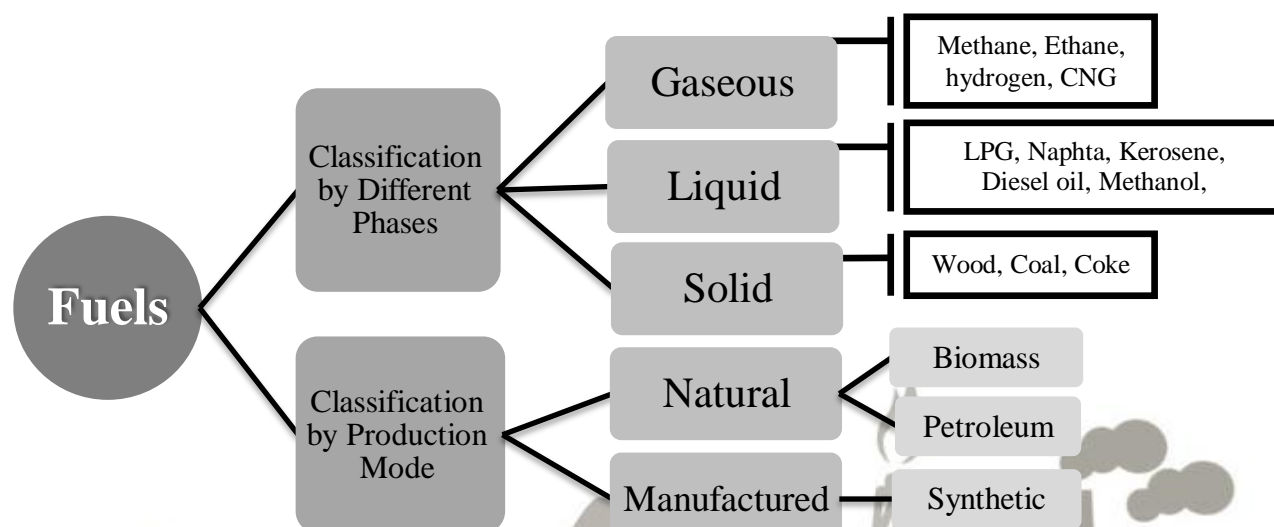 Fuels
Classification
by Different
Phases
Gaseous
Methane, Ethane,
hydrogen, CNG
Liquid
LPG, Naphta, Kerosene,
Diesel oil, Methanol,
Solid
Wood, Coal, Coke
Classification
by Production
Mode
Natural
Biomass
Petroleum
Manufactured
Synthetic